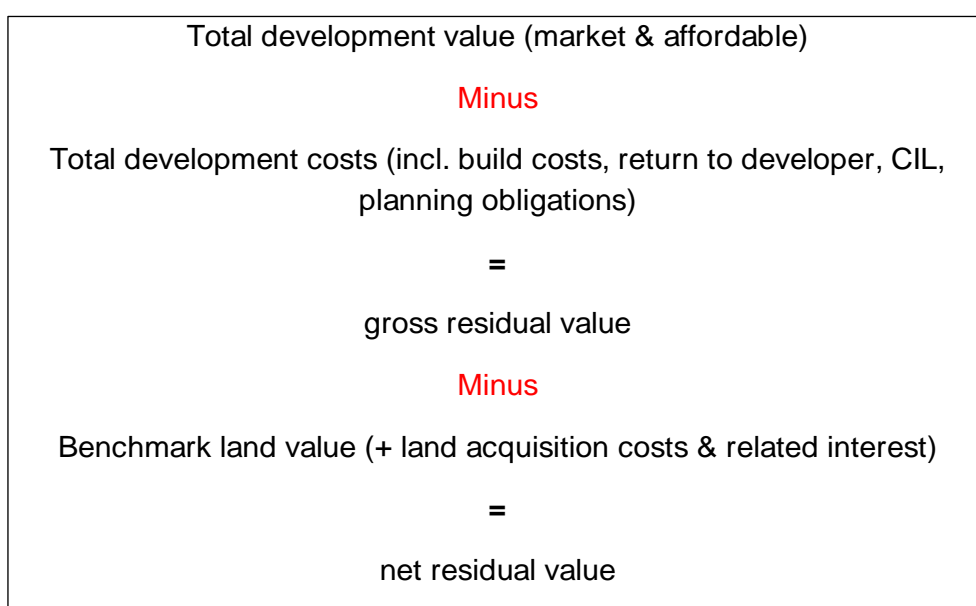 Total development value (market & affordable)
Minus
Total development costs (incl. build costs, return to developer, CIL,
planning obligations)
=
gross residual value
Minus
Benchmark land value (+ land acquisition costs & related interest)
=
net residual value